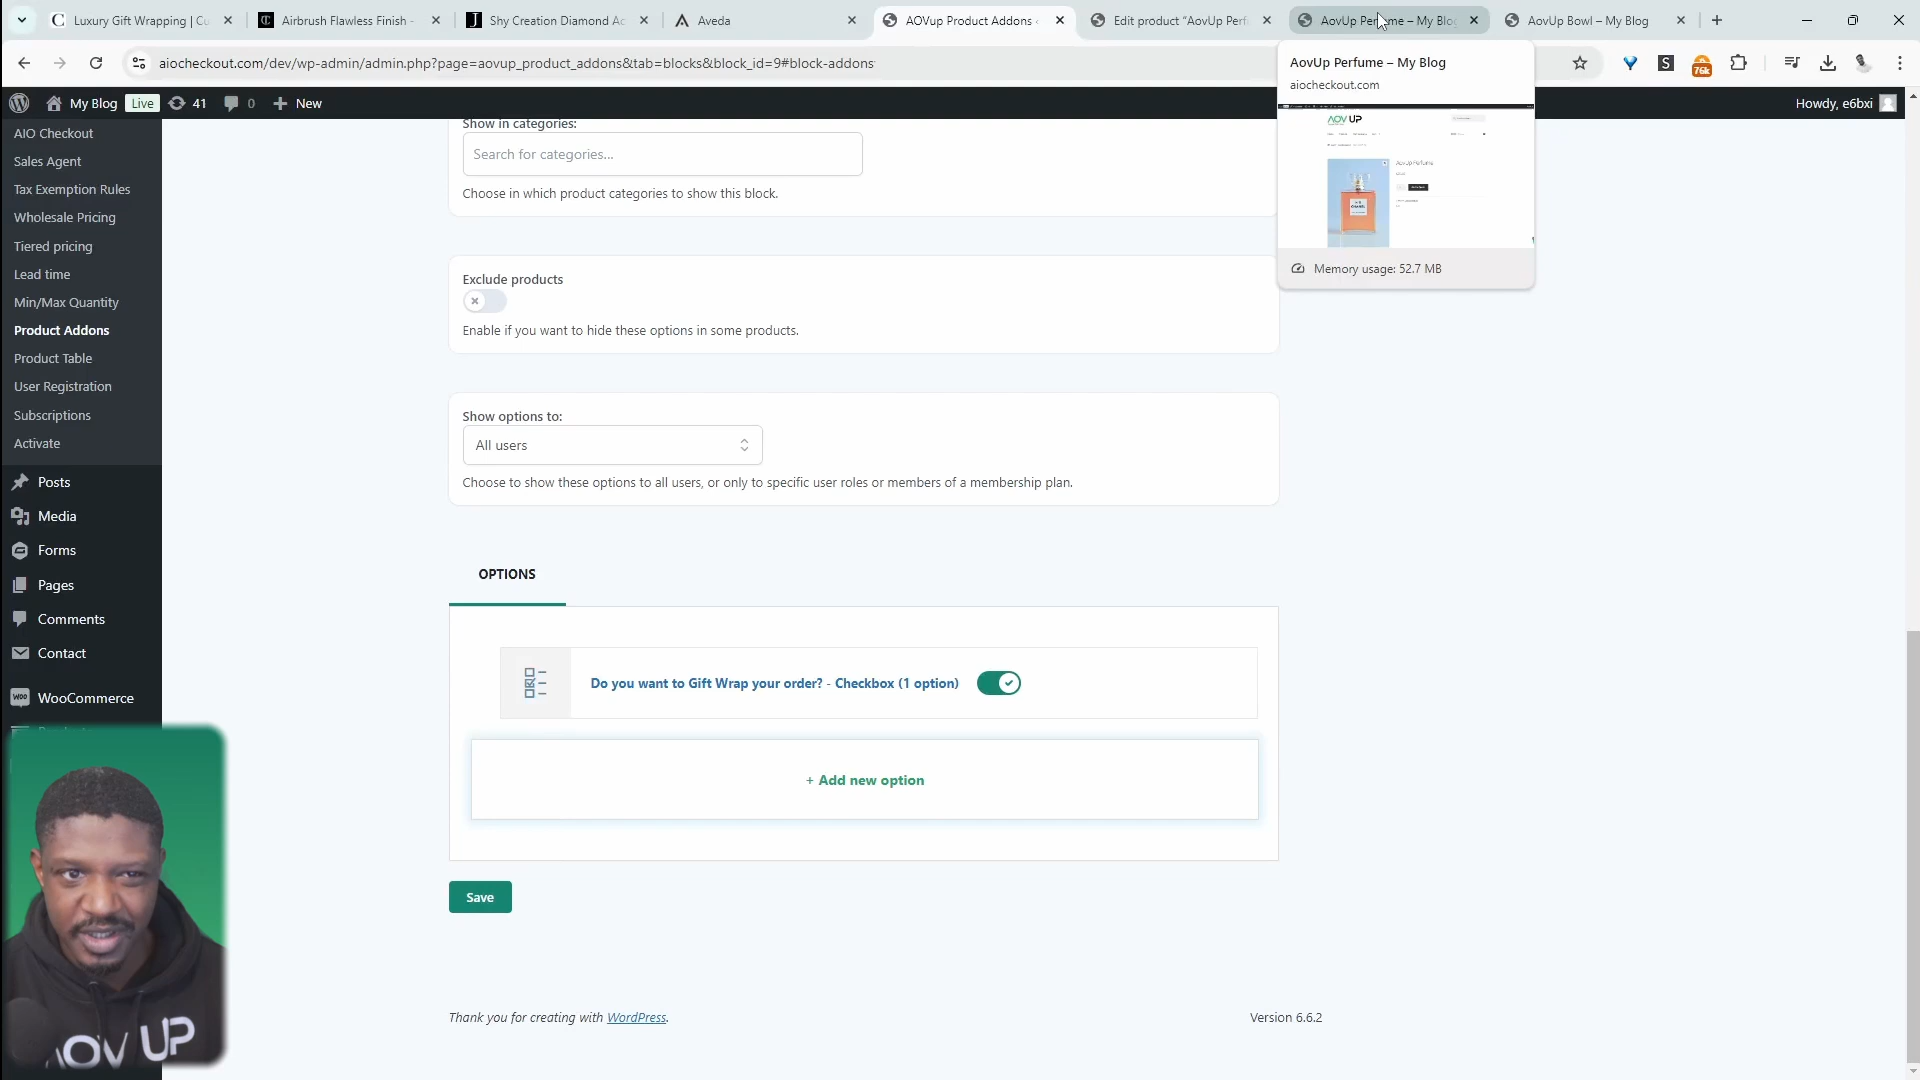 Luxury Gift Wrapping | Cu
Airbrush Flawless Finish -
Shy Creation Diamond Ac
Aveda
AOVup Product Addons ‹
Edit product "AovUp Perf
AovUp Perfume – My Blog
AovUp Bowl – My Blog
aiocheckout.com/dev/wp-admin/admin.php?page=aovup_product_addons&tab=blocks&block_id=9#block-addons
76k
AovUp Perfume – My Blog
aiocheckout.com
AOV UP
AovUp Perfume
Memory usage: 52.7 MB
My Blog
Live
41
0
New
Howdy, e6bxi
AIO Checkout
Sales Agent
Tax Exemption Rules
Wholesale Pricing
Tiered pricing
Lead time
Min/Max Quantity
Product Addons
Product Table
User Registration
Subscriptions
Activate
Posts
Media
Forms
Pages
Comments
Contact
WooCommerce
Show in categories:
Search for categories...
Choose in which product categories to show this block.
Exclude products
Enable if you want to hide these options in some products.
Show options to:
All users
Choose to show these options to all users, or only to specific user roles or members of a membership plan.
OPTIONS
Do you want to Gift Wrap your order? - Checkbox (1 option)
+ Add new option
Save
Thank you for creating with WordPress.
Version 6.6.2
AOV UP